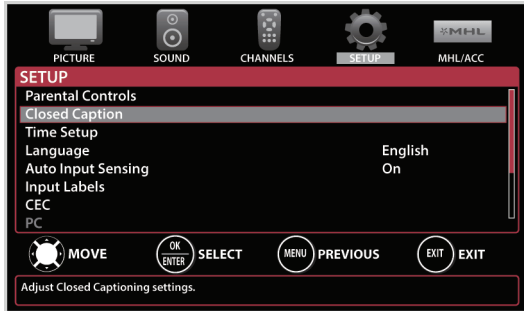 MHL
PICTURE SOUND CHANNELS SETUP MHL/ACC
SETUP
Parental Controls
Closed Caption
Time Setup
Language English
Auto Input Sensing On
Input Labels
CEC
PC
MOVE OK ENTER SELECT MENU PREVIOUS EXIT EXIT
Adjust Closed Captioning settings.